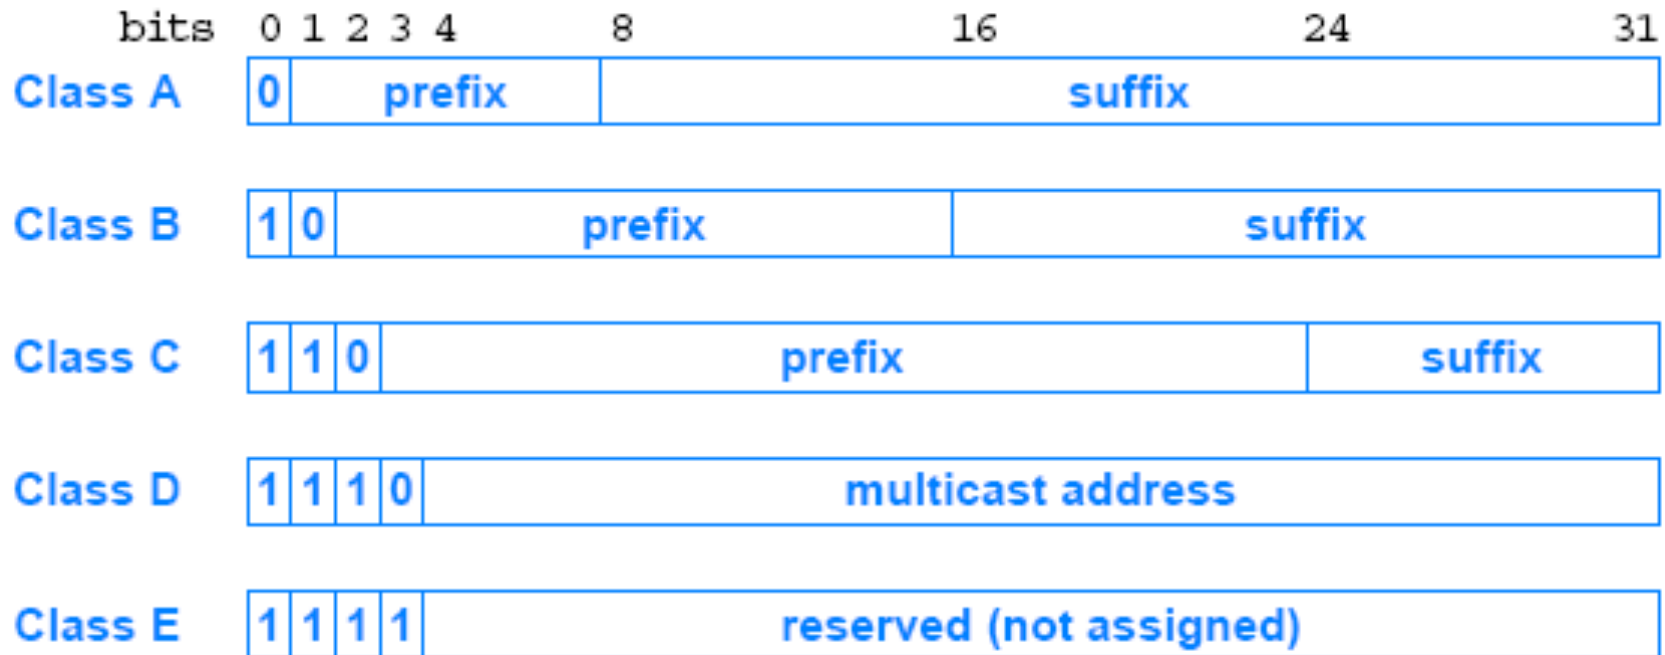 bits 0 1 2 3 4 8 16 24 31
Class A 0 prefix suffix
Class B 1 0 prefix suffix
Class C 1 1 0 prefix suffix
Class D 1 1 1 0 multicast address
Class E 1 1 1 1 reserved (not assigned)